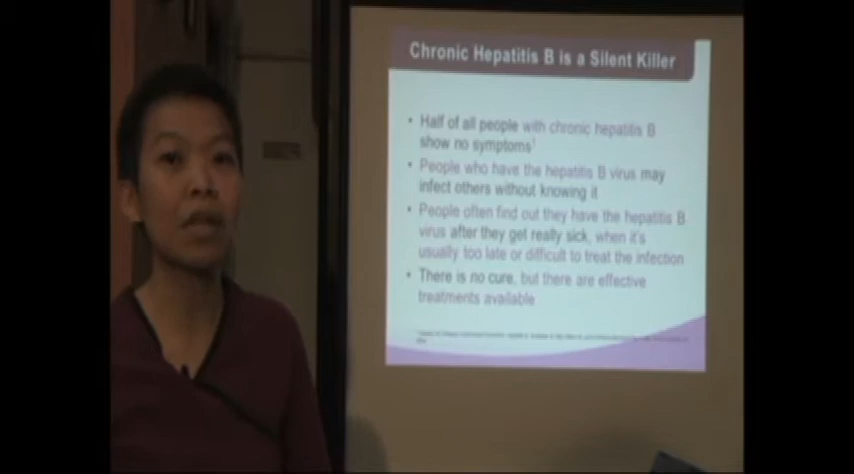 Chronic Hepatitis B is a Silent Killer
• Half of all people with chronic hepatitis B
show no symptoms¹
• People who have the hepatitis B virus may
infect others without knowing it
• People often find out they have the hepatitis B
virus after they get really sick, when it's
usually too late or difficult to treat the infection
• There is no cure, but there are effective
treatments available